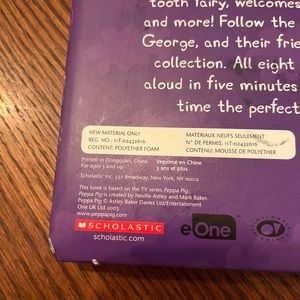 tooth fairy, welcomes
and more! Follow the
George, and their frie
collection. All eight
aloud in five minutes
time the perfect
NEW MATERIAL ONLY
REG. NO.: 11T-02432616
CONTENT: POLYETHER FOAM
MATÉRIAUX NEUFS SEULEMENT
N° DE PERMIS: 11T-02432616
CONTENU: MOUSSE DE POLYETHER
Printed in Dongguan, China
For ages 3 and up
Imprimé en Chine
3 ans et plus
Scholastic Inc. 557 Broadway, New York, NY 10012
This book is based on the TV series Peppa Pig.
Peppa Pig is created by Neville Astley and Mark Baker.
Peppa Pig © Astley Baker Davies Ltd/Entertainment
One UK Ltd 2003.
www.peppapig.com
SCHOLASTIC
scholastic.com
eOne